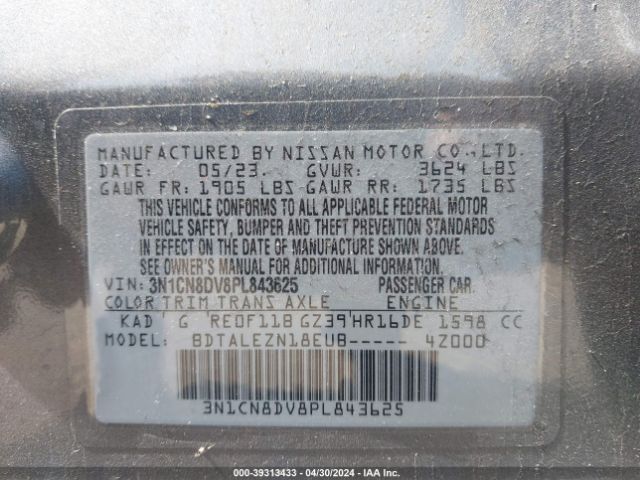 MANUFACTURED BY NISSAN MOTOR CO.,LTD.
DATE: 05/23. GVWR: 3624 LBS
GAWR FR: 1905 LBS GAWR RR: 1735 LBS
THIS VEHICLE CONFORMS TO ALL APPLICABLE FEDERAL MOTOR
VEHICLE SAFETY, BUMPER AND THEFT PREVENTION STANDARDS
IN EFFECT ON THE DATE OF MANUFACTURE SHOWN ABOVE.
SEE OWNER'S MANUAL FOR ADDITIONAL INFORMATION.
VIN: 3N1CN8DV8PL843625 PASSENGER CAR.
COLOR TRIM TRANS AXLE ENGINE
KAD G RE0F11B GZ39 HR16DE 1598 CC
MODEL: BDTALEZN18EUB----- 4Z000
3N1CN8DV8PL843625
000-39313433 - 04/30/2024 - IAA Inc.